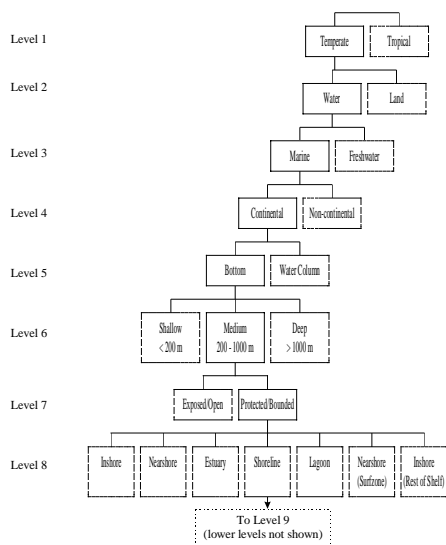 Level 1
Temperate
Tropical
Level 2
Water
Land
Level 3
Marine
Freshwater
Level 4
Continental
Non-continental
Level 5
Bottom
Water Column
Level 6
Shallow
< 200 m
Medium
200 - 1000 m
Deep
> 1000 m
Level 7
Exposed/Open
Protected/Bounded
Level 8
Inshore
Nearshore
Estuary
Shoreline
Lagoon
Nearshore
(Surfzone)
Inshore
(Rest of Shelf)
To Level 9
(lower levels not shown)